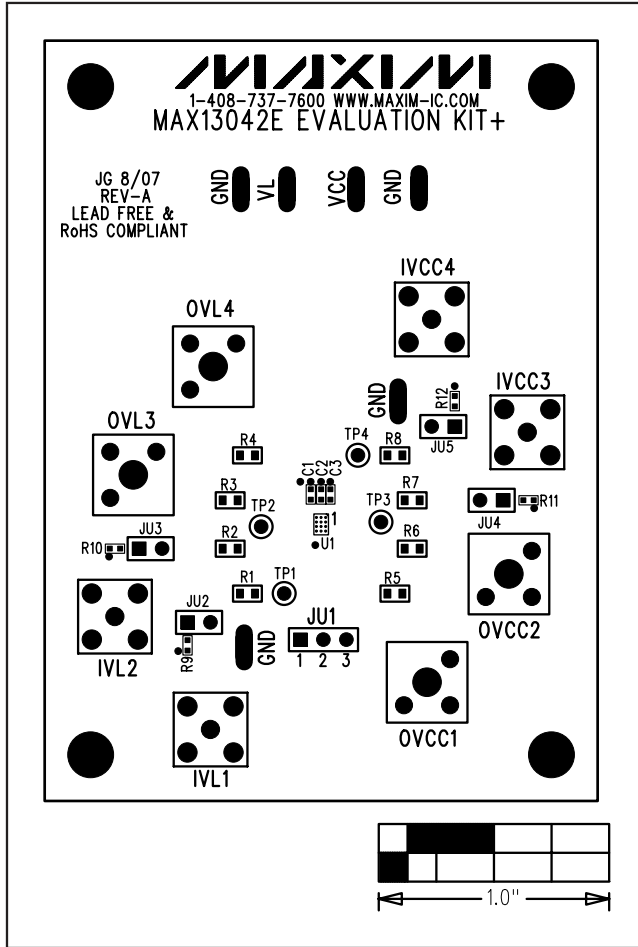 MAXIM
1-408-737-7600 WWW.MAXIM-IC.COM
MAX13042E EVALUATION KIT+
JG 8/07
REV-A
LEAD FREE &
RoHS COMPLIANT
GND
VL
VCC
GND
IVCC4
OVL4
IVCC3
R12
GND
OVL3
JU5
R4
TP4
R8
C1
C2
C3
R3
TP2
TP3
R7
R11
JU4
1
U1
JU3
R10
R2
R6
OVCC2
R1
TP1
R5
JU2
JU1
1 2 3
GND
R9
IVL2
OVCC1
IVL1
1.0"